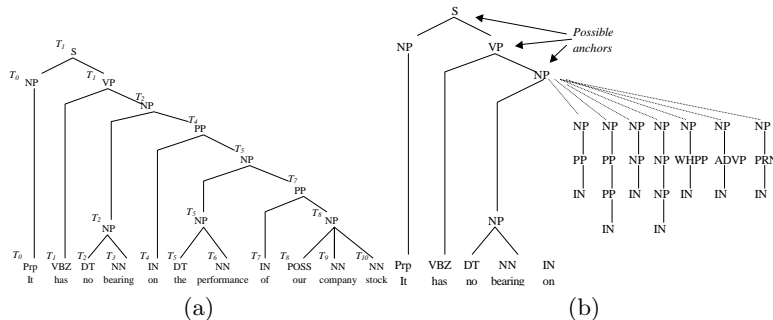 T1
S
T0 T1
NP VP
T2
NP
T4
PP
T5
NP
T7
PP
T5 T8
NP NP
T2
NP
T0 T1 T2 T3 T4 T5 T6 T7 T8 T9 T10
Prp VBZ DT NN IN DT NN IN POSS NN NN
It has no bearing on the performance of our company stock
(a)
S
Possible
anchors
NP VP
NP
NP NP NP NP NP NP NP
PP PP NP NP WHPP ADVP PRN
IN PP IN NP IN IN IN
IN IN
NP
Prp VBZ DT NN IN
It has no bearing on
(b)